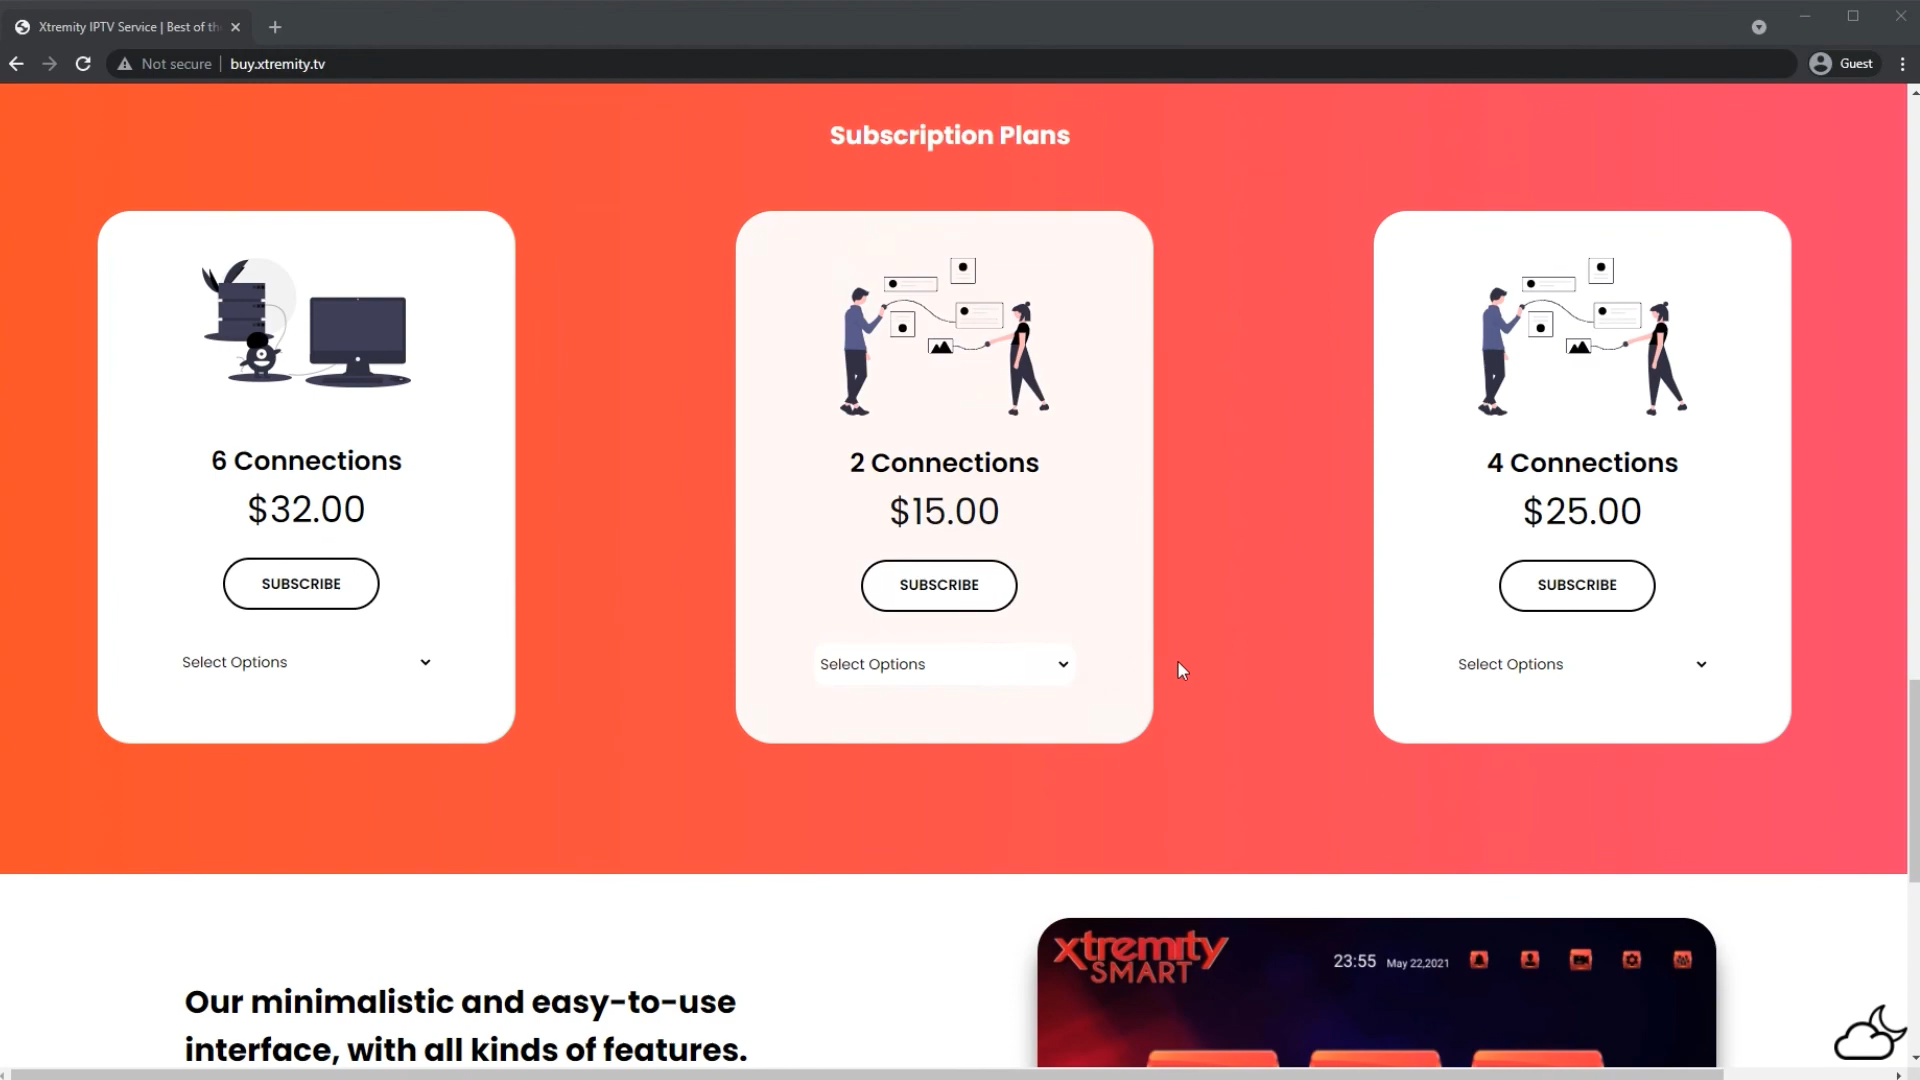 Xtremity IPTV Service | Best of th
Not secure
buy.xtremity.tv
Guest
Subscription Plans
6 Connections
$32.00
SUBSCRIBE
Select Options
2 Connections
$15.00
SUBSCRIBE
Select Options
4 Connections
$25.00
SUBSCRIBE
Select Options
Our minimalistic and easy-to-use
interface, with all kinds of features.
xtremity
SMART
23:55 May 22,2021